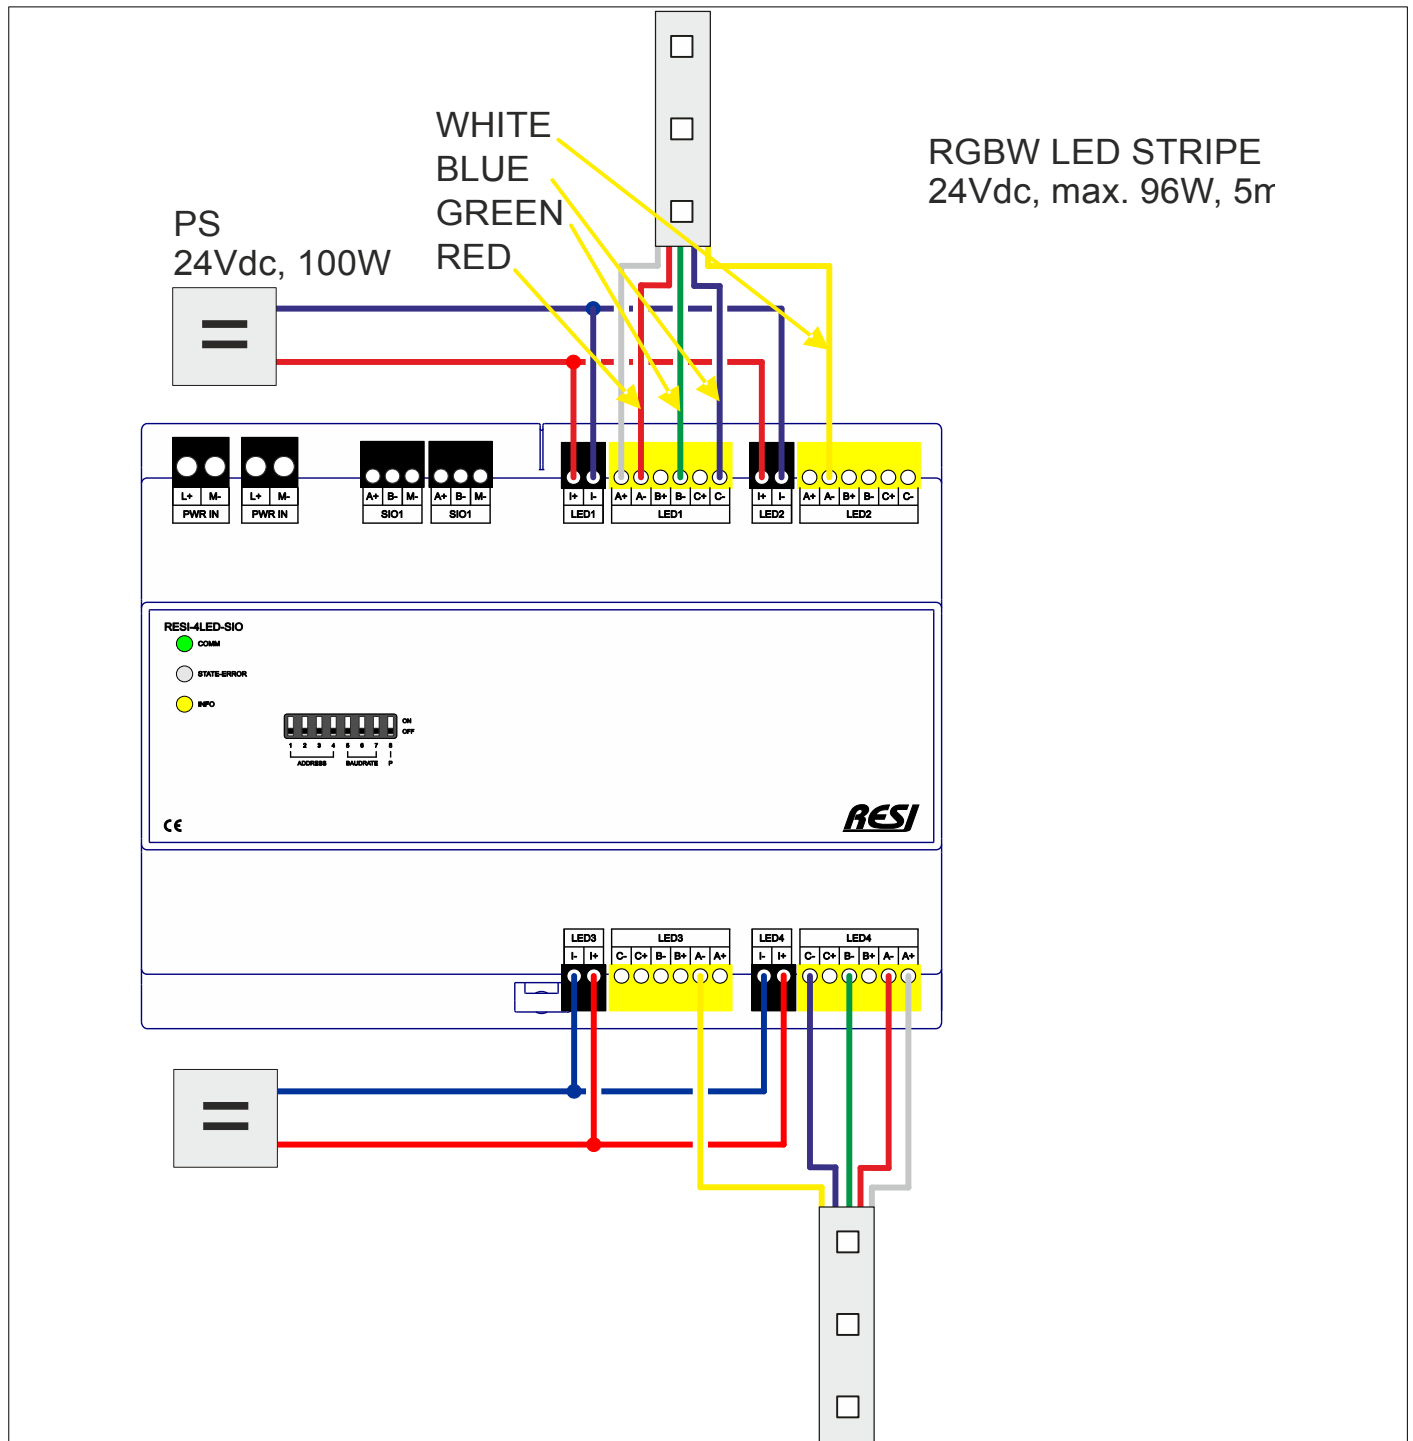 WHITE
BLUE
GREEN
RED
RGBW LED STRIPE
24Vdc, max. 96W, 5m
PS
24Vdc, 100W
L+ M- L+ M- A+ B- M- A+ B- M- I+ I- A+ A- B+ B- C+ C- I+ I- A+ A- B+ B- C+ C-
PWR IN PWR IN SIO1 SIO1 LED1 LED1 LED2 LED2
RESI-4LED-SIO
COMM
STATE-ERROR
INFO
ON
OFF
1 2 3 4 5 6 7 8
ADDRESS BAUDRATE P
CE
RESI
LED3 LED3 LED4 LED4
I- I+ C- C+ B- B+ A- A+ I- I+ C- C+ B- B+ A- A+